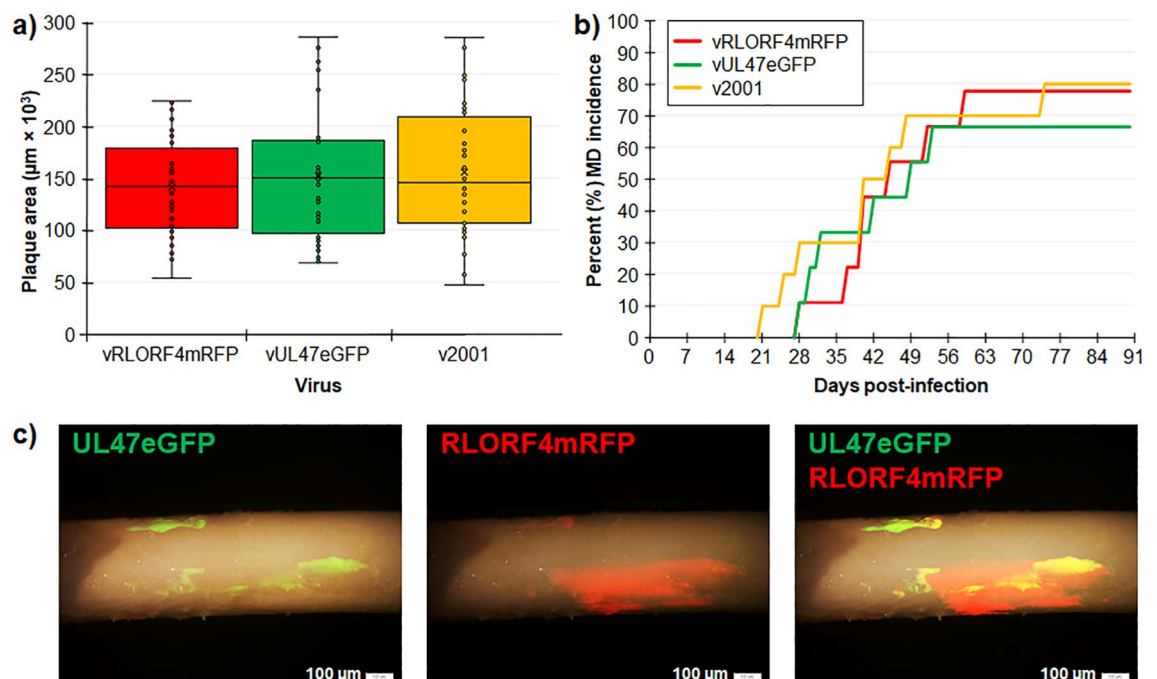 a)
300
250
200
150
100
50
0
Plaque area (µm × 10³)
vRLORF4mRFP vUL47eGFP v2001
Virus
b)
100
90
80
70
60
50
40
30
20
10
0
Percent (%) MD incidence
vRLORF4mRFP
vUL47eGFP
v2001
0 7 14 21 28 35 42 49 56 63 70 77 84 91
Days post-infection
c)
UL47eGFP
100 µm
RLORF4mRFP
100 µm
UL47eGFP
RLORF4mRFP
100 µm